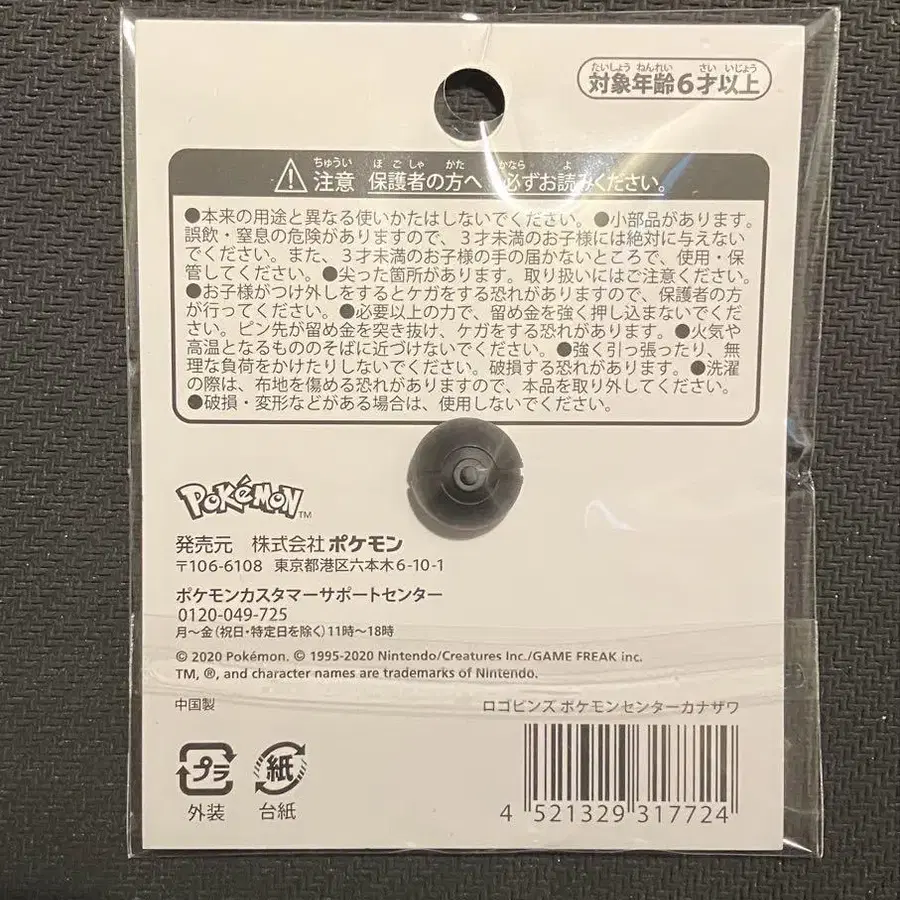 たいしょう ねんれい さい いじょう
対象年齢6才以上
ちゅうい ほごしゃ かた かなら よ
注意 保護者の方へ 必ずお読みください。
●本来の用途と異なる使いかたはしないでください。●小部品があります。
誤飲・窒息の危険がありますので、3才未満のお子様には絶対に与えない
でください。また、3才未満のお子様の手の届かないところで、使用・保
管してください。●尖った箇所があります。取り扱いにはご注意ください。
●お子様がつけ外しをするとケガをする恐れがありますので、保護者の方
が行ってください。●必要以上の力で、留め金を強く押し込まないでくだ
さい。ピン先が留め金を突き抜け、ケガをする恐れがあります。●火気や
高温となるもののそばに近づけないでください。●強く引っ張ったり、無
理な負荷をかけたりしないでください。破損する恐れがあります。●洗濯
の際は、布地を傷める恐れがありますので、本品を取り外してください。
●破損・変形などがある場合は、使用しないでください。
POKéMON™
発売元 株式会社ポケモン
〒106-6108 東京都港区六本木6-10-1
ポケモンカスタマーサポートセンター
0120-049-725
月～金(祝日・特定日を除く)11時～18時
© 2020 Pokémon. © 1995-2020 Nintendo/Creatures Inc./GAME FREAK inc.
TM, ®, and character names are trademarks of Nintendo.
中国製
ロゴピンズ ポケモンセンターカナザワ
プラ
外装
紙
台紙
4 521329 317724